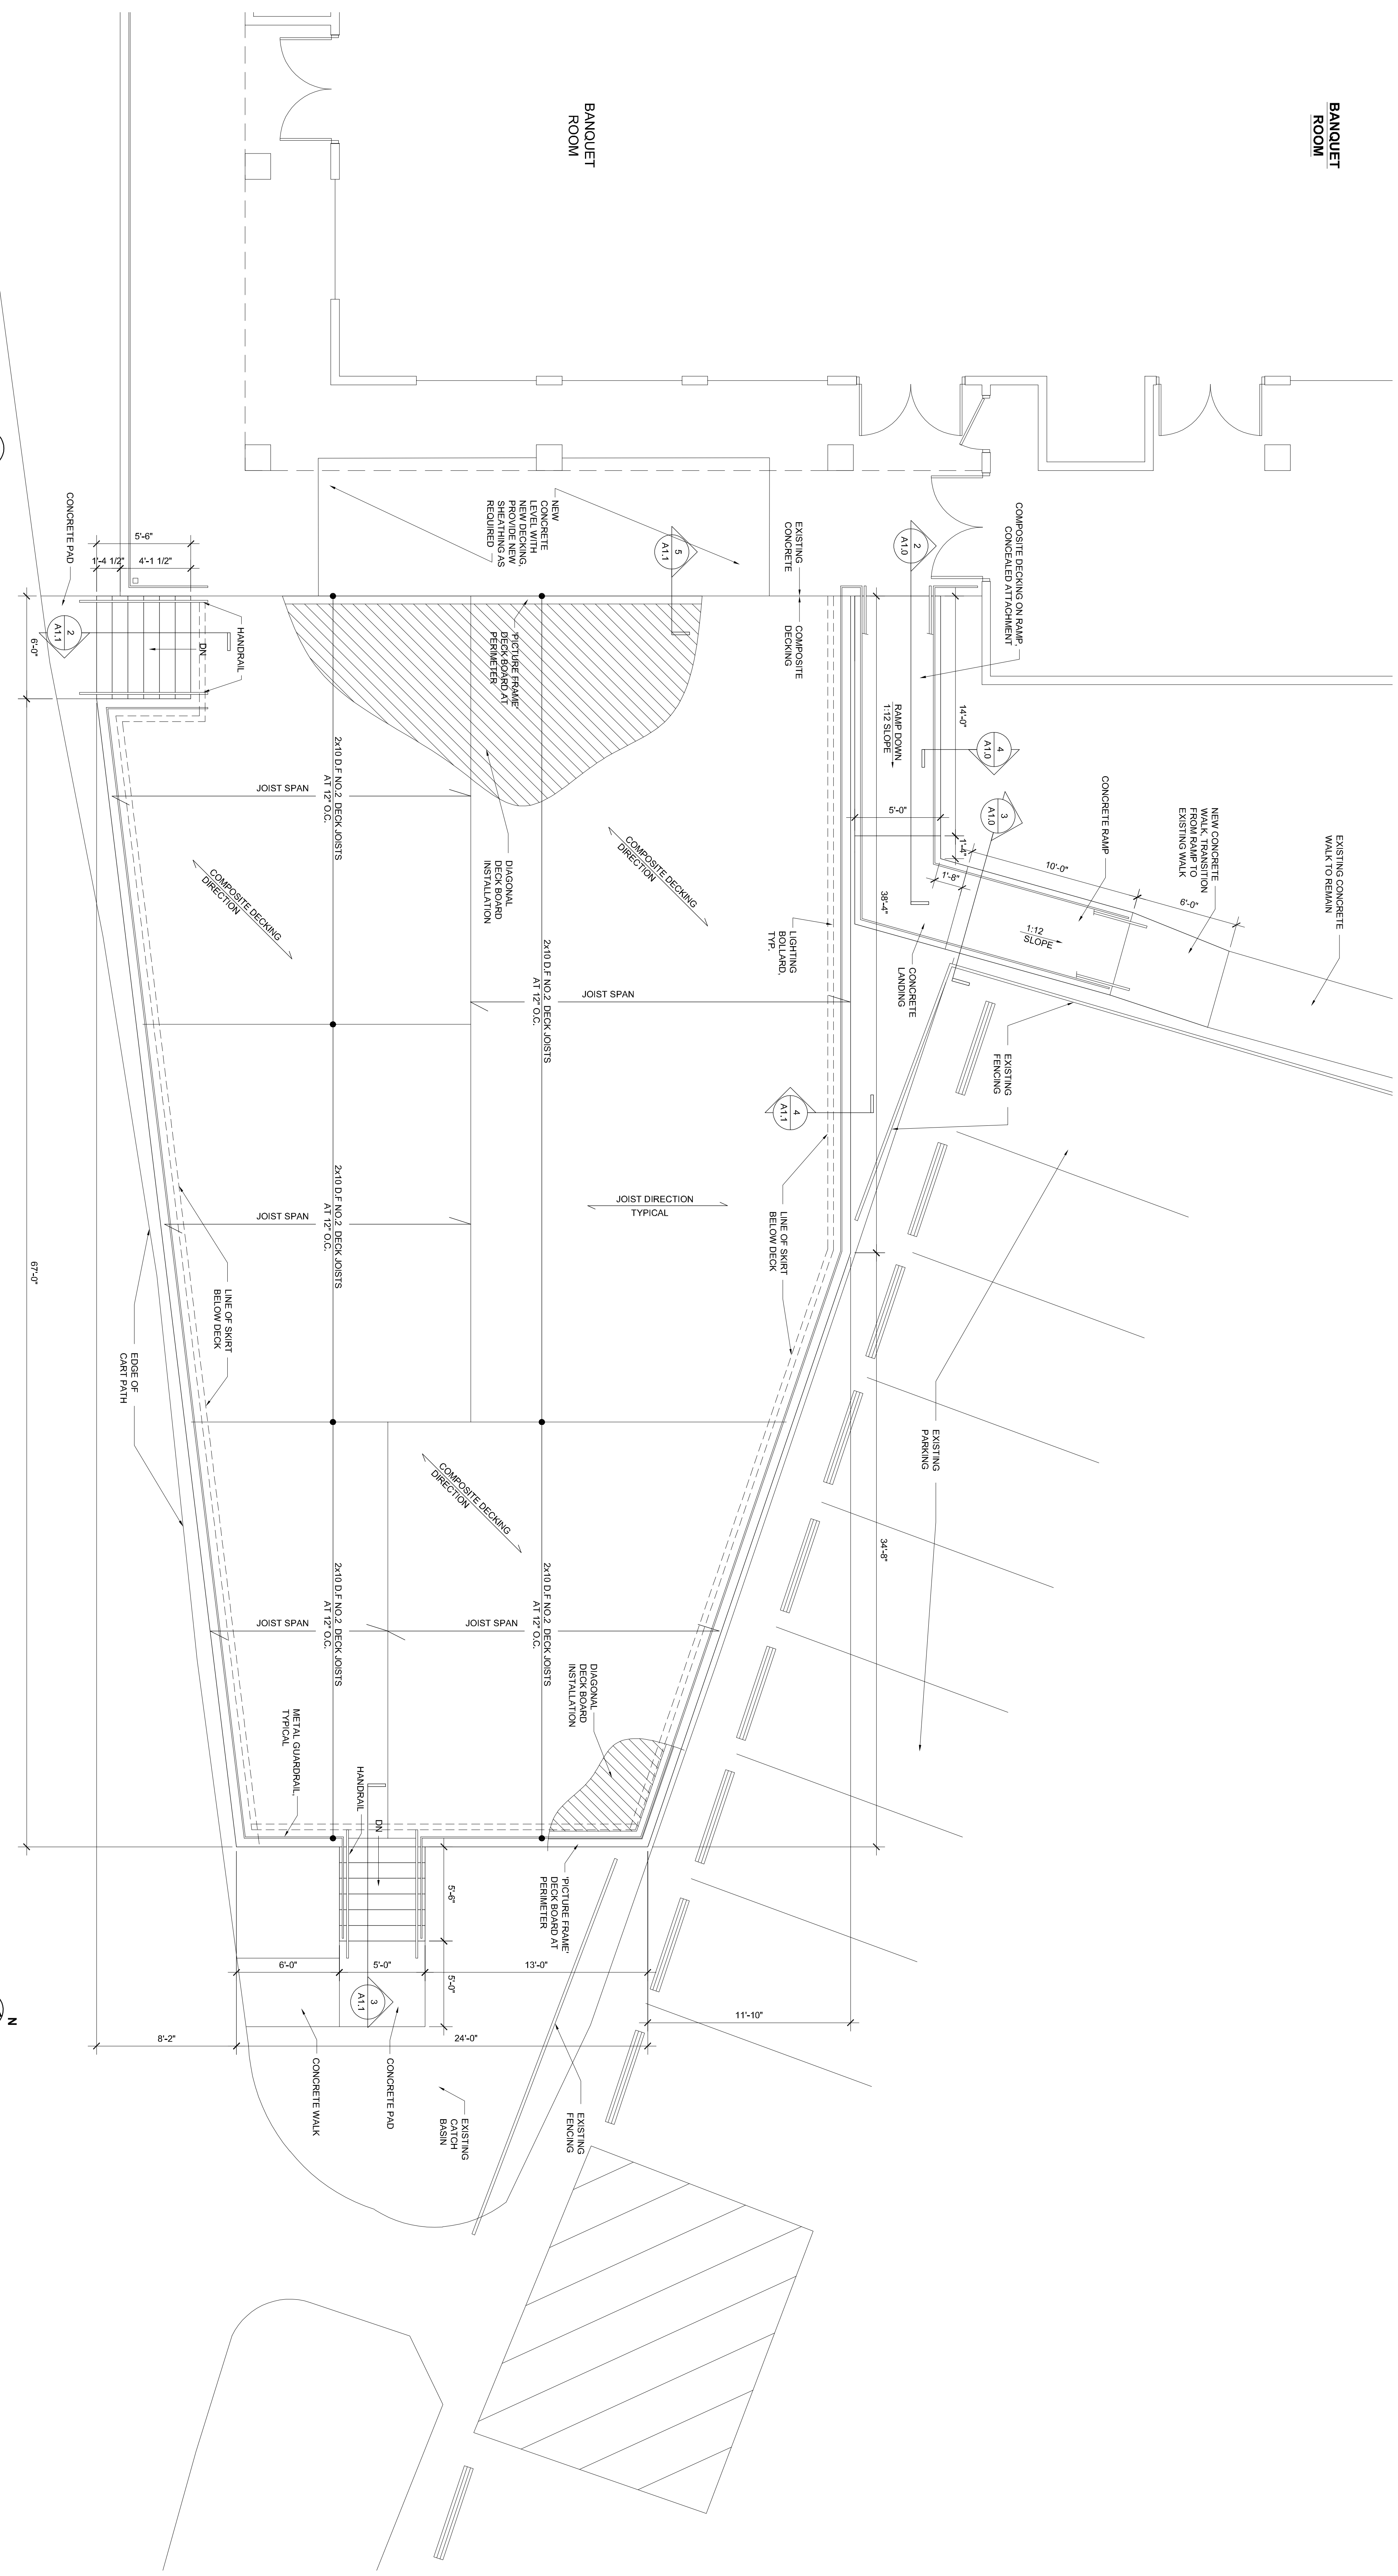 BANQUET
ROOM
BANQUET
ROOM
EXISTING CONCRETE
WALK TO REMAIN
NEW CONCRETE
WALK. TRANSITION
FROM RAMP TO
EXISTING WALK
CONCRETE RAMP
COMPOSITE DECKING ON RAMP,
CONCEALED ATTACHMENT
2
A1.0
4
A1.0
3
A1.0
14'-0"
1'-4"
10'-0"
6'-0"
1'-8"
5'-0"
38'-4"
34'-8"
RAMP DOWN
1:12 SLOPE
1:12
SLOPE
CONCRETE
LANDING
EXISTING
FENCING
EXISTING
PARKING
EXISTING
CONCRETE
COMPOSITE
DECKING
LIGHTING
BOLLARD,
TYP.
4
A1.1
LINE OF SKIRT
BELOW DECK
5
A1.1
NEW
CONCRETE
LEVEL WITH
NEW DECKING,
PROVIDE NEW
SHEATHING AS
REQUIRED
'PICTURE FRAME'
DECK BOARD AT
PERIMETER
DIAGONAL
DECK BOARD
INSTALLATION
COMPOSITE DECKING
DIRECTION
JOIST SPAN
JOIST DIRECTION
TYPICAL
2x10 D.F NO.2 DECK JOISTS
AT 12" O.C.
2x10 D.F NO.2 DECK JOISTS
AT 12" O.C.
COMPOSITE DECKING
DIRECTION
JOIST SPAN
DIAGONAL
DECK BOARD
INSTALLATION
'PICTURE FRAME'
DECK BOARD AT
PERIMETER
2x10 D.F NO.2 DECK JOISTS
AT 12" O.C.
2x10 D.F NO.2 DECK JOISTS
AT 12" O.C.
2x10 D.F NO.2 DECK JOISTS
AT 12" O.C.
JOIST SPAN
JOIST SPAN
JOIST SPAN
COMPOSITE DECKING
DIRECTION
HANDRAIL
DN
METAL GUARDRAIL,
TYPICAL
LINE OF SKIRT
BELOW DECK
EDGE OF
CART PATH
CONCRETE PAD
5'-6"
1'-4 1/2"
4'-1 1/2"
HANDRAIL
DN
2
A1.1
6'-0"
67'-0"
5'-6"
5'-0"
6'-0"
5'-0"
13'-0"
11'-10"
8'-2"
24'-0"
3
A1.1
CONCRETE WALK
CONCRETE PAD
EXISTING
CATCH
BASIN
EXISTING
FENCING
N